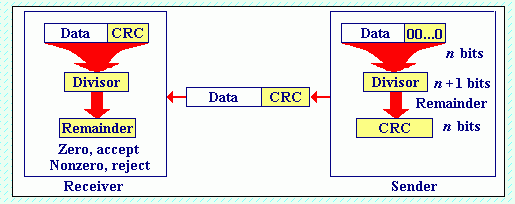 Data CRC
Divisor
Remainder
Zero, accept
Nonzero, reject
Receiver
Data CRC
Data 00...0
n bits
Divisor n+1 bits
Remainder
CRC n bits
Sender